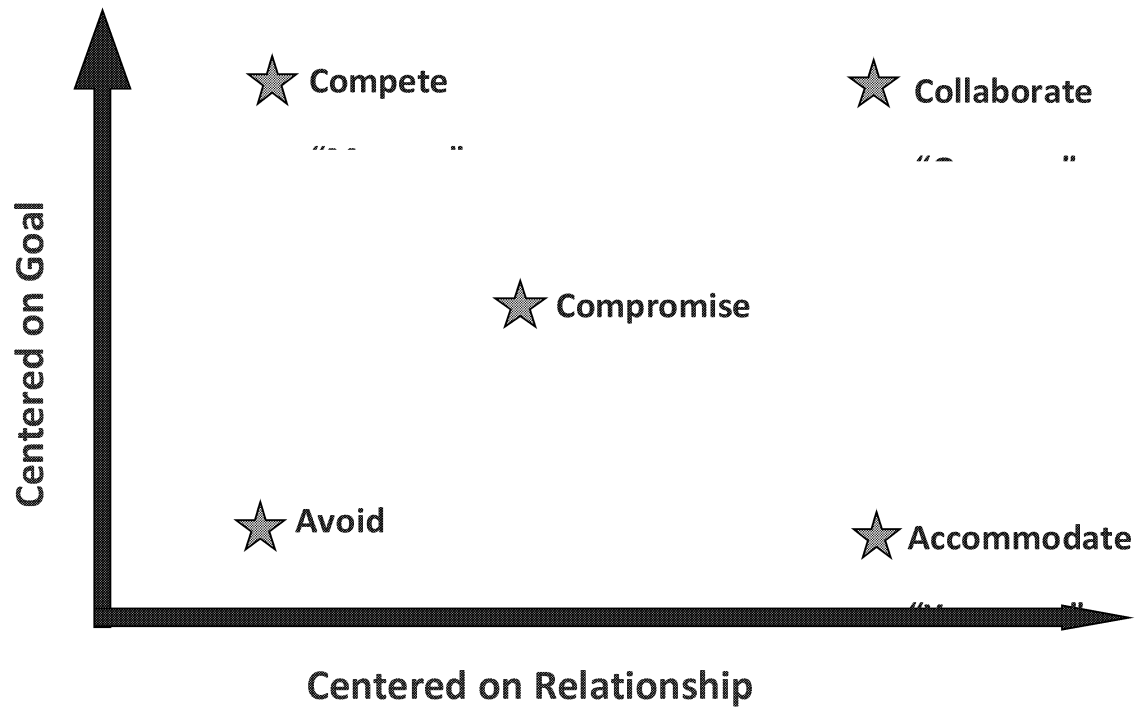 Compete
Collaborate
Centered on Goal
Compromise
Avoid
Accommodate
Centered on Relationship